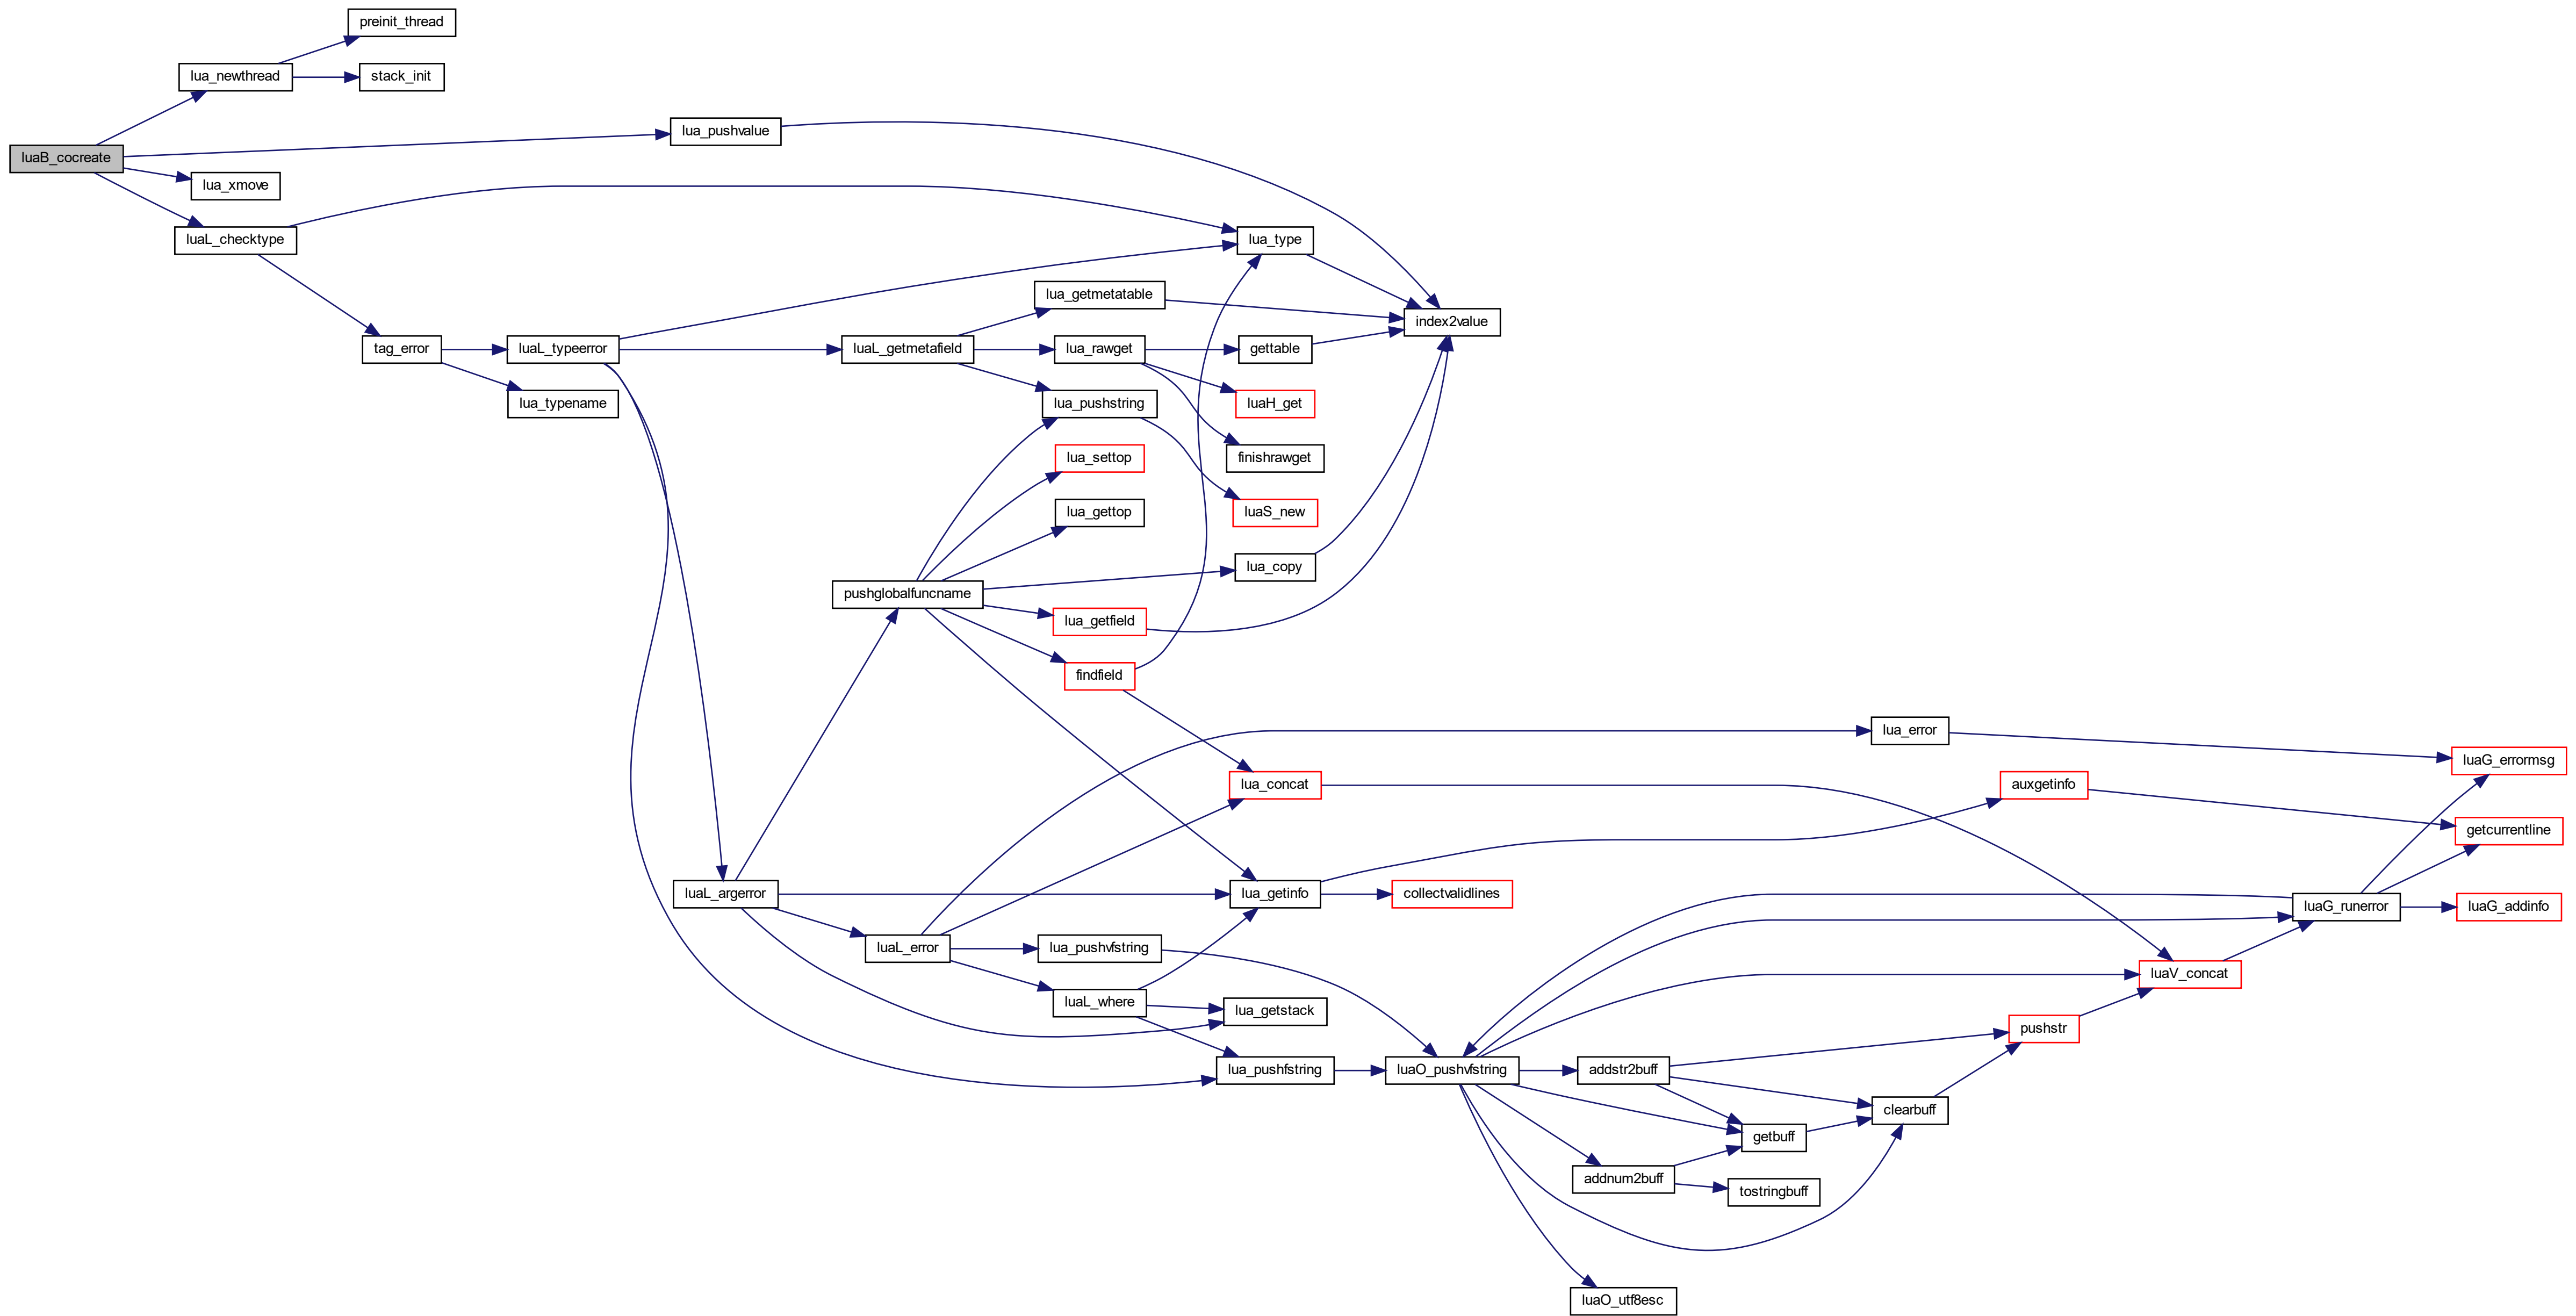 preinit_thread
lua_newthread
stack_init
lua_pushvalue
luaB_cocreate
lua_xmove
luaL_checktype
lua_type
lua_getmetatable
index2value
tag_error
luaL_typeerror
luaL_getmetafield
lua_rawget
gettable
lua_typename
lua_pushstring
luaH_get
lua_settop
finishrawget
lua_gettop
luaS_new
lua_copy
pushglobalfuncname
lua_getfield
findfield
lua_error
luaG_errormsg
lua_concat
auxgetinfo
getcurrentline
luaL_argerror
lua_getinfo
collectvalidlines
luaG_runerror
luaG_addinfo
luaL_error
lua_pushvfstring
luaV_concat
luaL_where
lua_getstack
pushstr
lua_pushfstring
luaO_pushvfstring
addstr2buff
clearbuff
getbuff
addnum2buff
tostringbuff
luaO_utf8esc